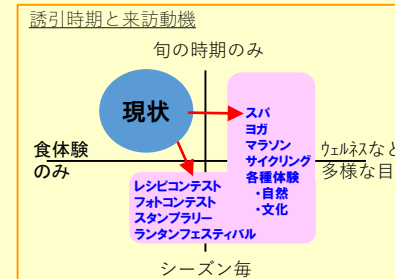 誘引時期と来訪動機
旬の時期のみ
現状
スパ
ヨガ
マラソン
サイクリング
各種体験
・自然
・文化
食体験
のみ
ウェルネスなど
多様な目
レシピコンテスト
フォトコンテスト
スタンプラリー
ランタンフェスティバル
シーズン毎